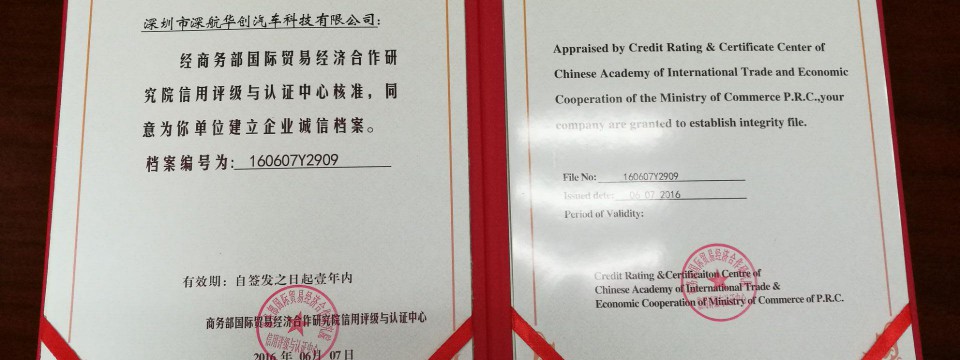 深圳市深航华创汽车科技有限公司：
经商务部国际贸易经济合作研
究院信用评级与认证中心核准，同
意为你单位建立企业诚信档案。
档案编号为: 160607Y2909
有效期：自签发之日起壹年内
商务部国际贸易经济合作研究院信用评级与认证中心
2016 年 06月 07日
Appraised by Credit Rating & Certificate Center of
Chinese Academy of International Trade and Economic
Cooperation of the Ministry of Commerce P.R.C.,your
company are granted to establish integrity file.
File No: 160607Y2909
Issued dete: 06 07 2016
Period of Validity:
Credit Rating &Certificaiton Centre of
Chinese Academy of International Trade &
Economic Cooperation of Ministry of Commerce of P.R.C.